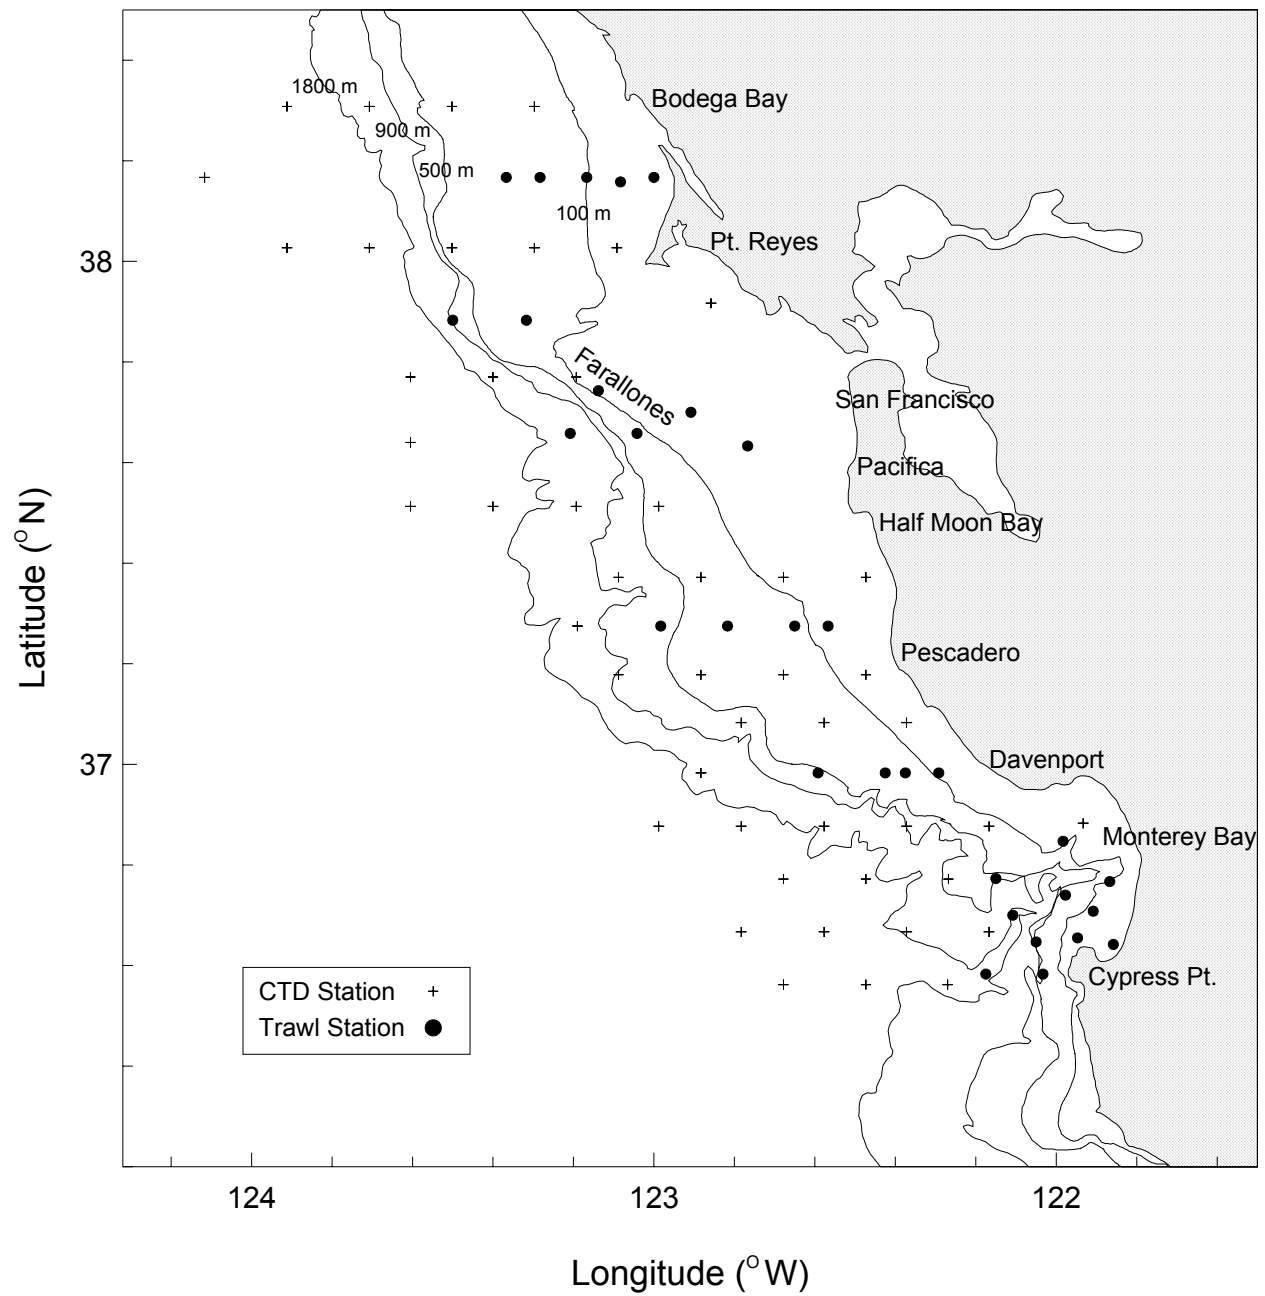 1800 m
Bodega Bay
900 m
500 m
100 m
Pt. Reyes
38
Farallones
San Francisco
Pacifica
Half Moon Bay
Latitude (°N)
Pescadero
37
Davenport
Monterey Bay
Cypress Pt.
CTD Station +
Trawl Station ●
124 123 122
Longitude (°W)